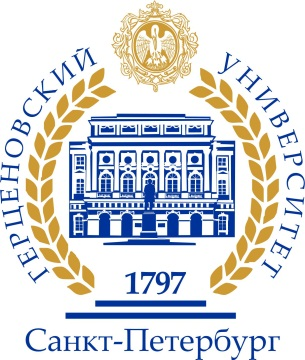 ГЕРЦЕНОВСКИЙ УНИВЕРСИТЕТ
1797
Санкт-Петербург